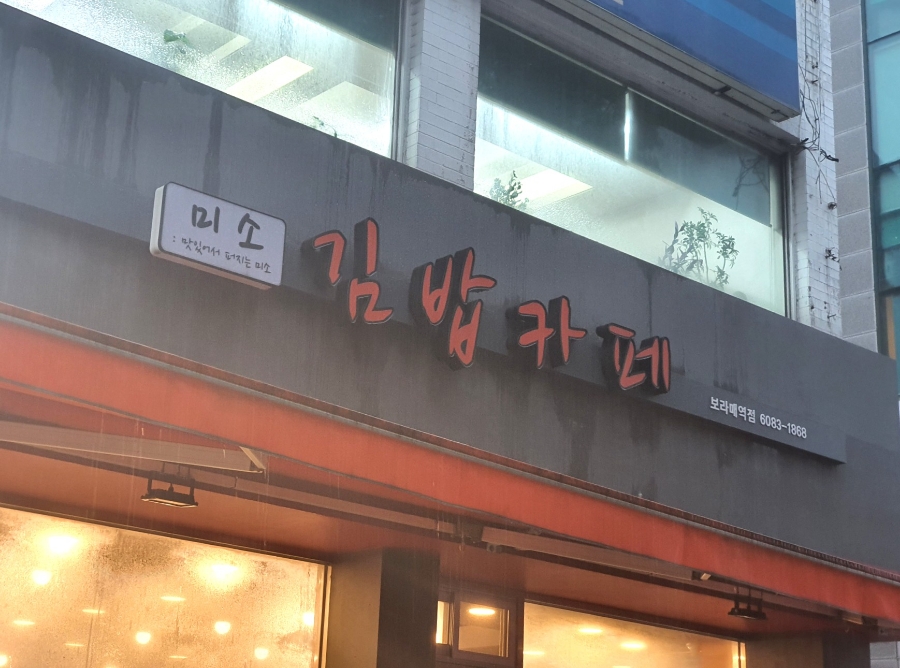 미소
: 맛있어서 퍼지는 미소
김밥카페
보라매역점 6083-1868